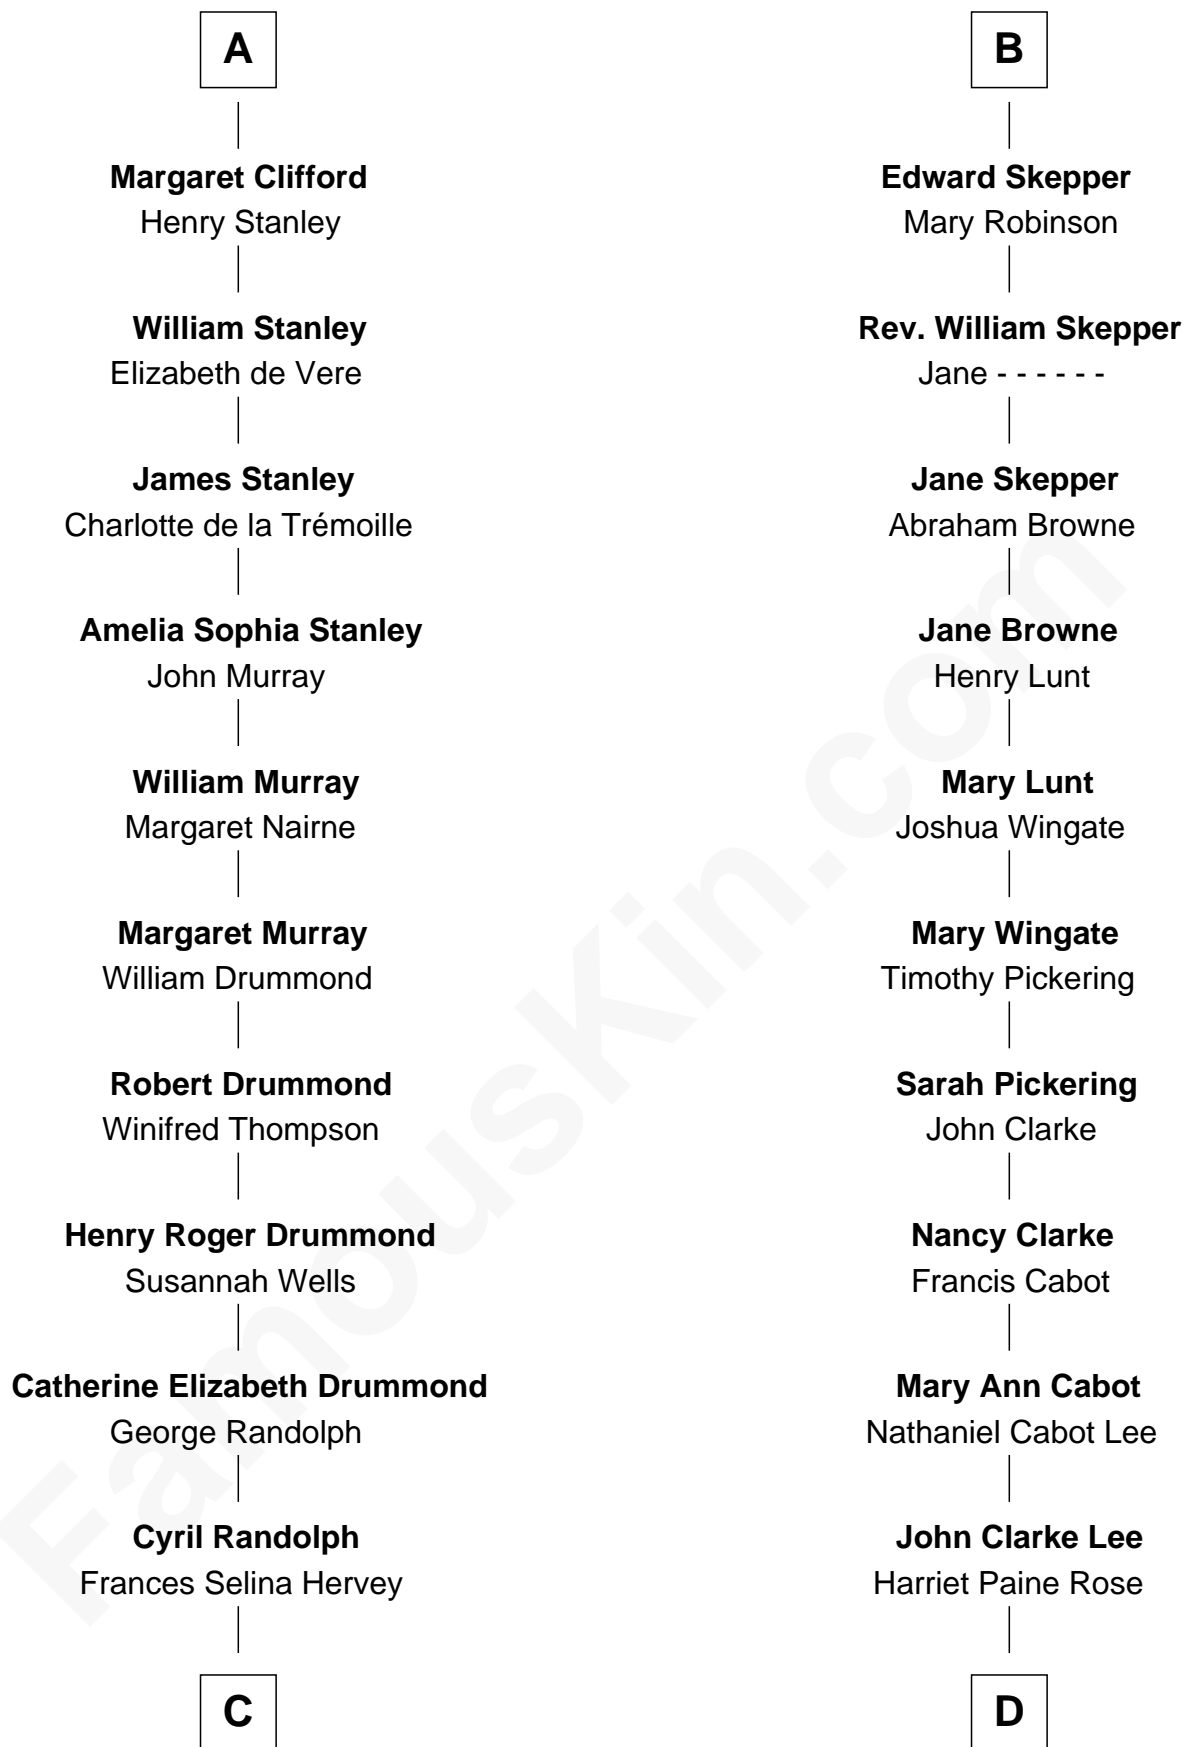 A
Margaret Clifford
Henry Stanley
William Stanley
Elizabeth de Vere
James Stanley
Charlotte de la Trémoille
Amelia Sophia Stanley
John Murray
William Murray
Margaret Nairne
Margaret Murray
William Drummond
Robert Drummond
Winifred Thompson
Henry Roger Drummond
Susannah Wells
Catherine Elizabeth Drummond
George Randolph
Cyril Randolph
Frances Selina Hervey
C
B
Edward Skepper
Mary Robinson
Rev. William Skepper
Jane - - - - - -
Jane Skepper
Abraham Browne
Jane Browne
Henry Lunt
Mary Lunt
Joshua Wingate
Mary Wingate
Timothy Pickering
Sarah Pickering
John Clarke
Nancy Clarke
Francis Cabot
Mary Ann Cabot
Nathaniel Cabot Lee
John Clarke Lee
Harriet Paine Rose
D
FamousKin.com